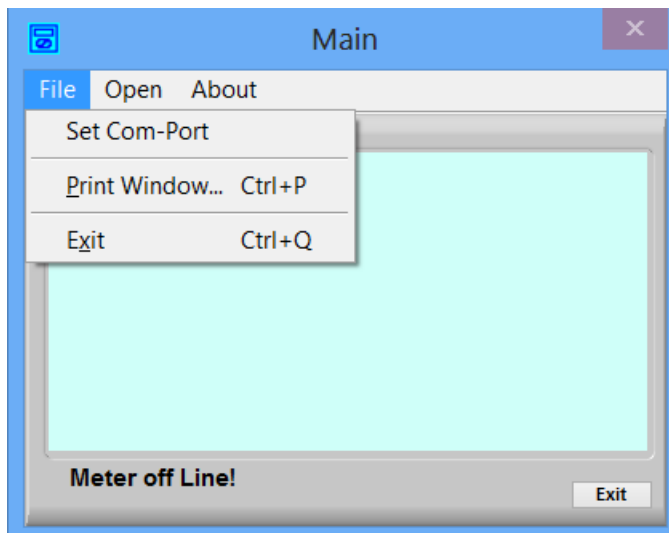 Main
File Open About
Set Com-Port
Print Window... Ctrl+P
Exit Ctrl+Q
Meter off Line!
Exit